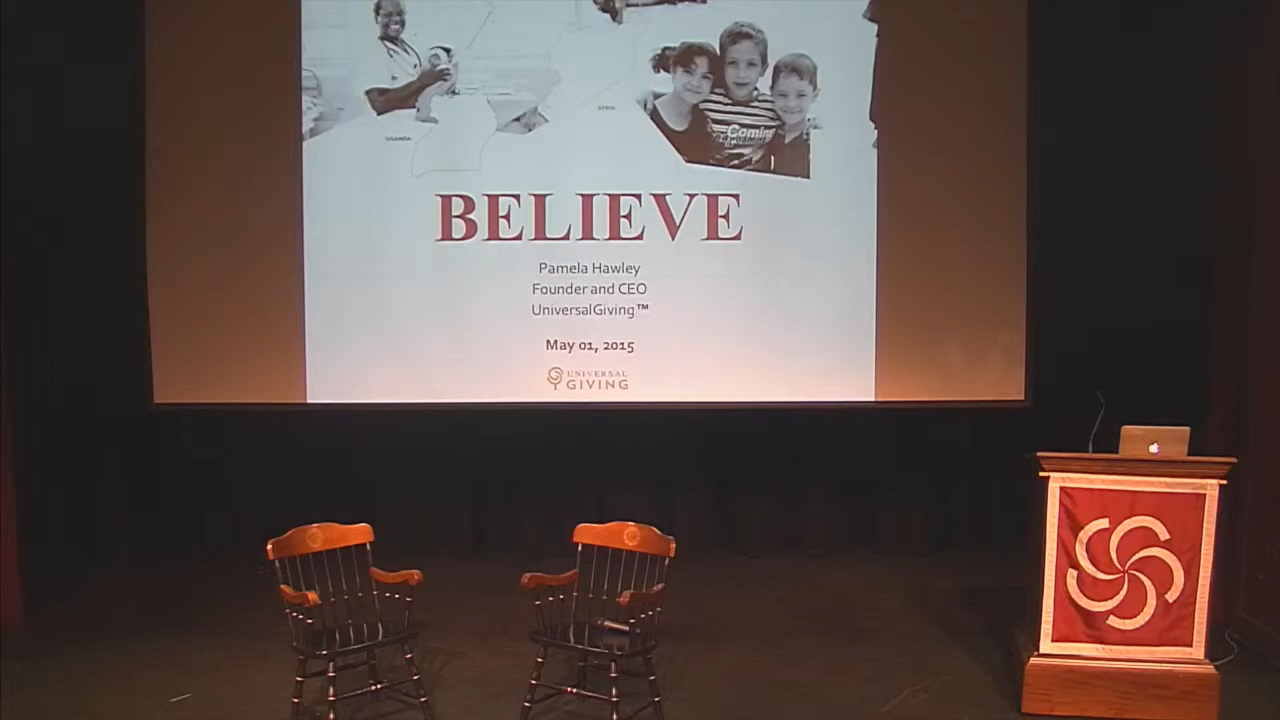 SYRIA
UGANDA
Coming
BELIEVE
Pamela Hawley
Founder and CEO
UniversalGiving™
May 01, 2015
UNIVERSAL
GIVING